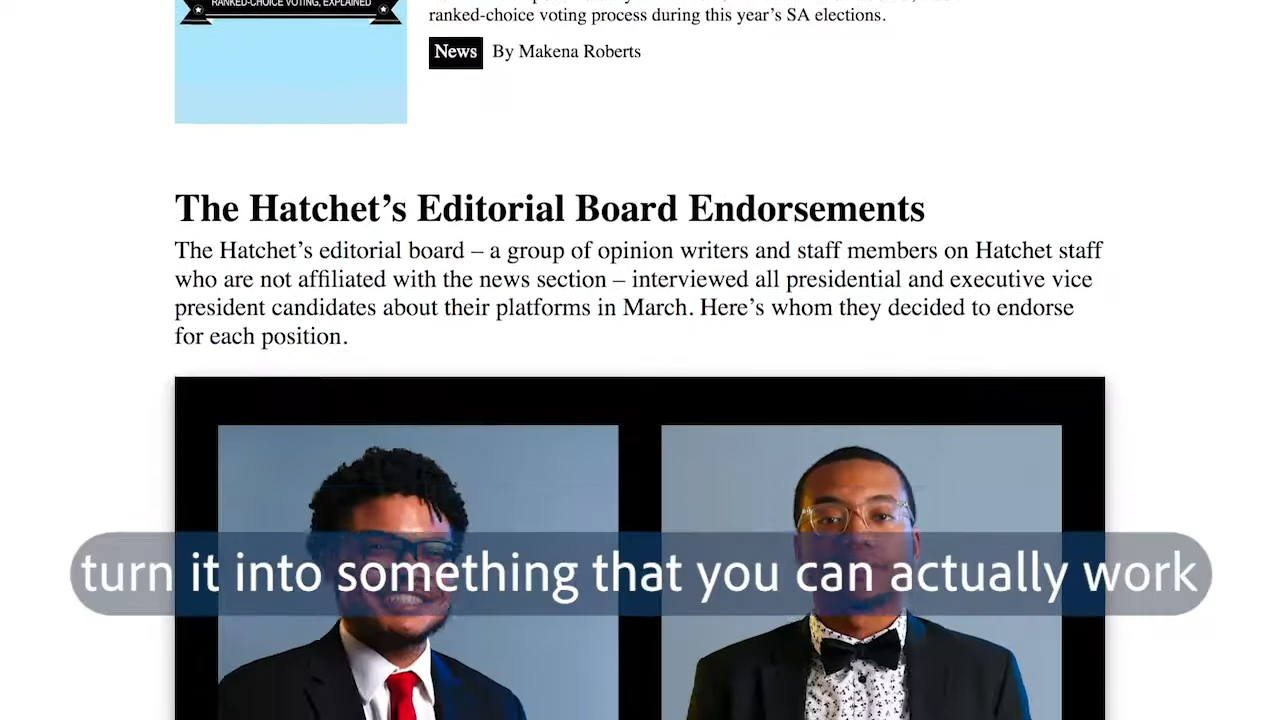 RANKED-CHOICE VOTING, EXPLAINED
ranked-choice voting process during this year’s SA elections.
News By Makena Roberts
The Hatchet’s Editorial Board Endorsements
The Hatchet’s editorial board – a group of opinion writers and staff members on Hatchet staff
who are not affiliated with the news section – interviewed all presidential and executive vice
president candidates about their platforms in March. Here’s whom they decided to endorse
for each position.
turn it into something that you can actually work